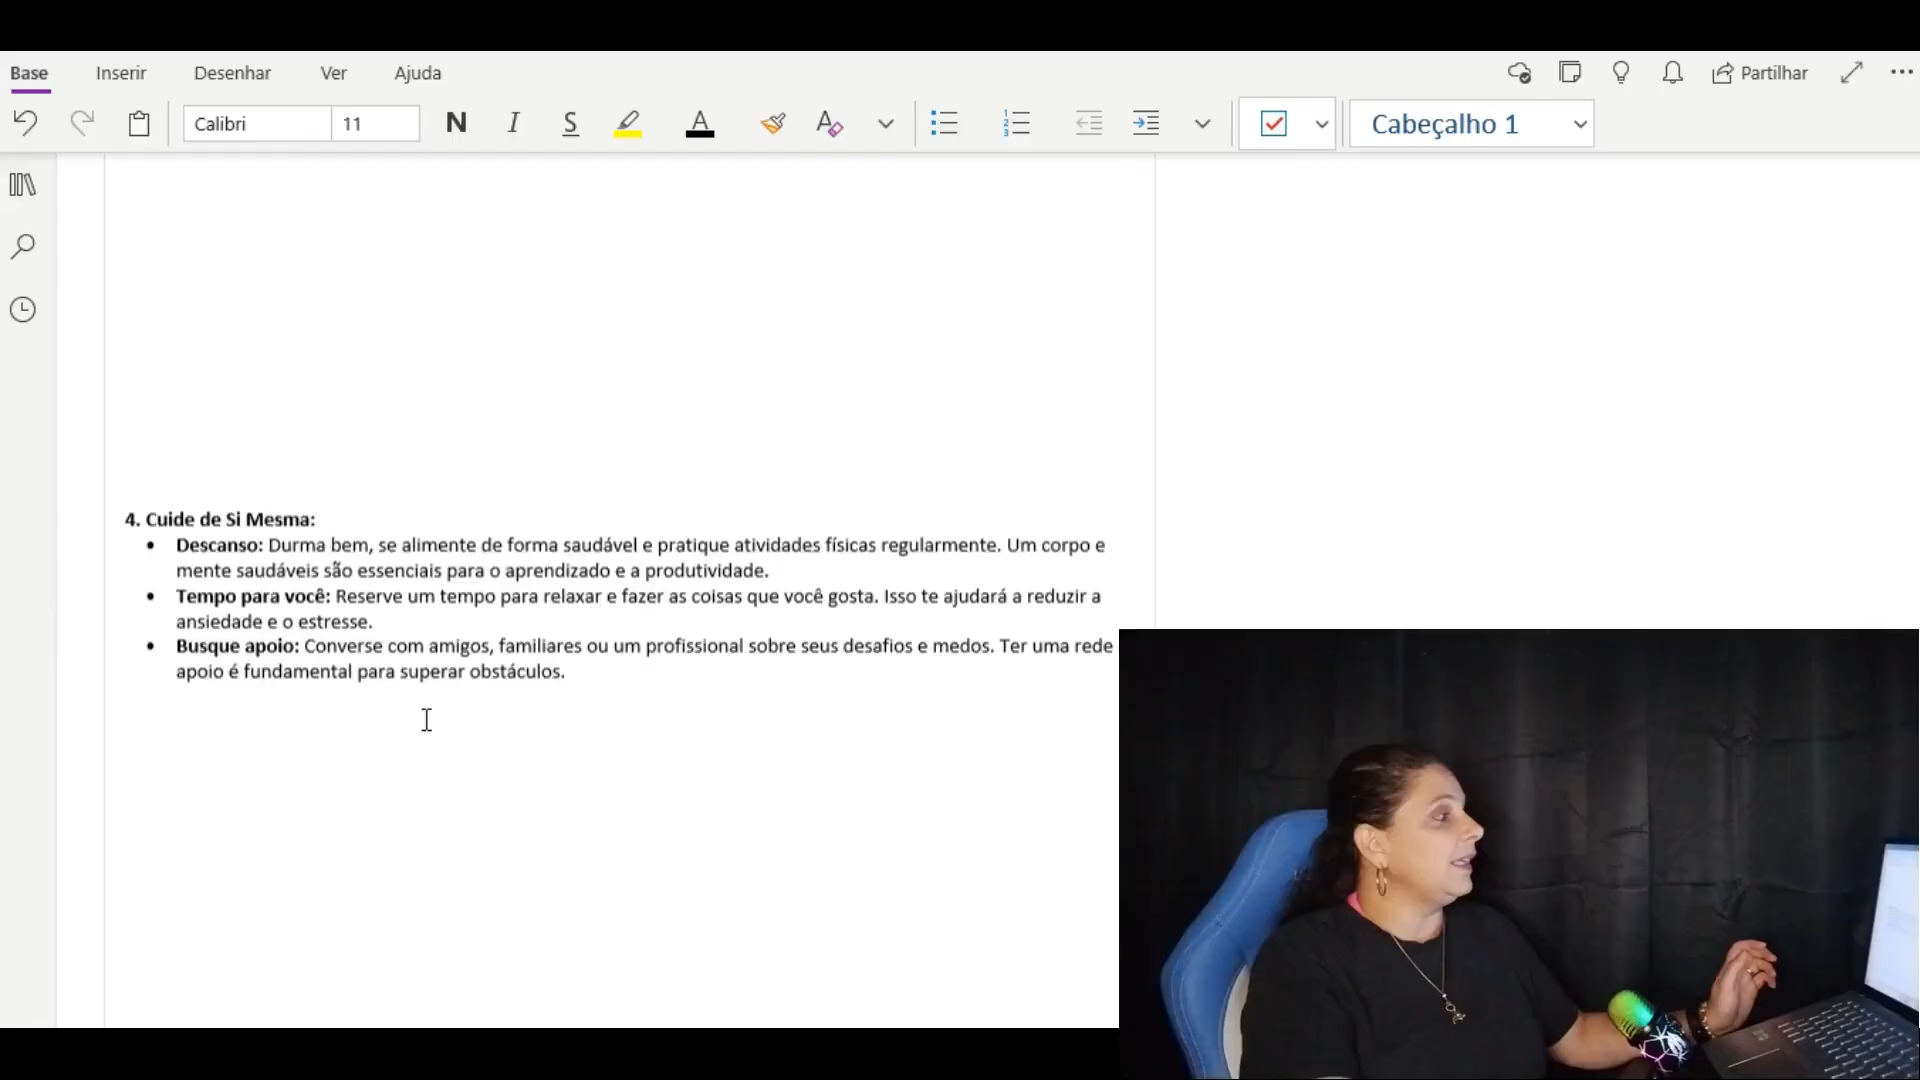 Base Inserir Desenhar Ver Ajuda Partilhar
Calibri 11 N I S A A Cabeçalho 1
4. Cuide de Si Mesma:
• Descanso: Durma bem, se alimente de forma saudável e pratique atividades físicas regularmente. Um corpo e
mente saudáveis são essenciais para o aprendizado e a produtividade.
• Tempo para você: Reserve um tempo para relaxar e fazer as coisas que você gosta. Isso te ajudará a reduzir a
ansiedade e o estresse.
• Busque apoio: Converse com amigos, familiares ou um profissional sobre seus desafios e medos. Ter uma rede
apoio é fundamental para superar obstáculos.